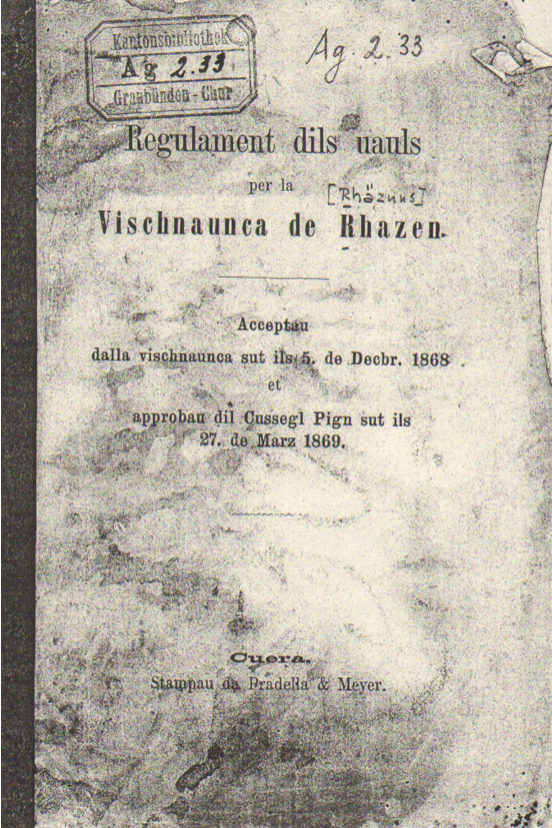 Kantonsbibliothek
Ag 2.33
Graubünden - Chur
Ag. 2.33
Regulament dils uauls
per la
[Rhäzuns]
Vischnaunca de Rhazen.
Acceptau
dalla vischnaunca sut ils 5. de Decbr. 1868
et
approbau dil Cussegl Pign sut ils
27. de Marz 1869.
Cuera.
Stampau da Pradella & Meyer.